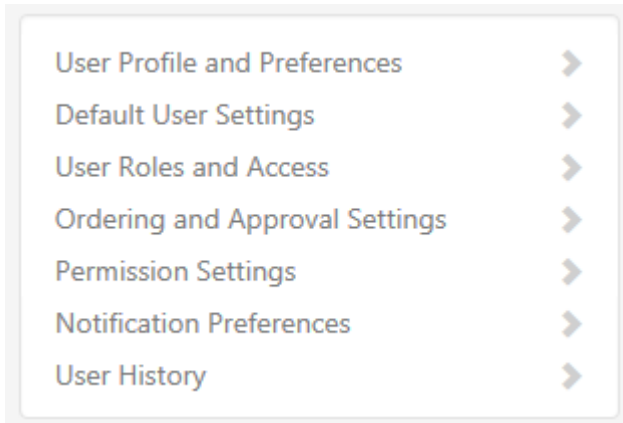 User Profile and Preferences
Default User Settings
User Roles and Access
Ordering and Approval Settings
Permission Settings
Notification Preferences
User History